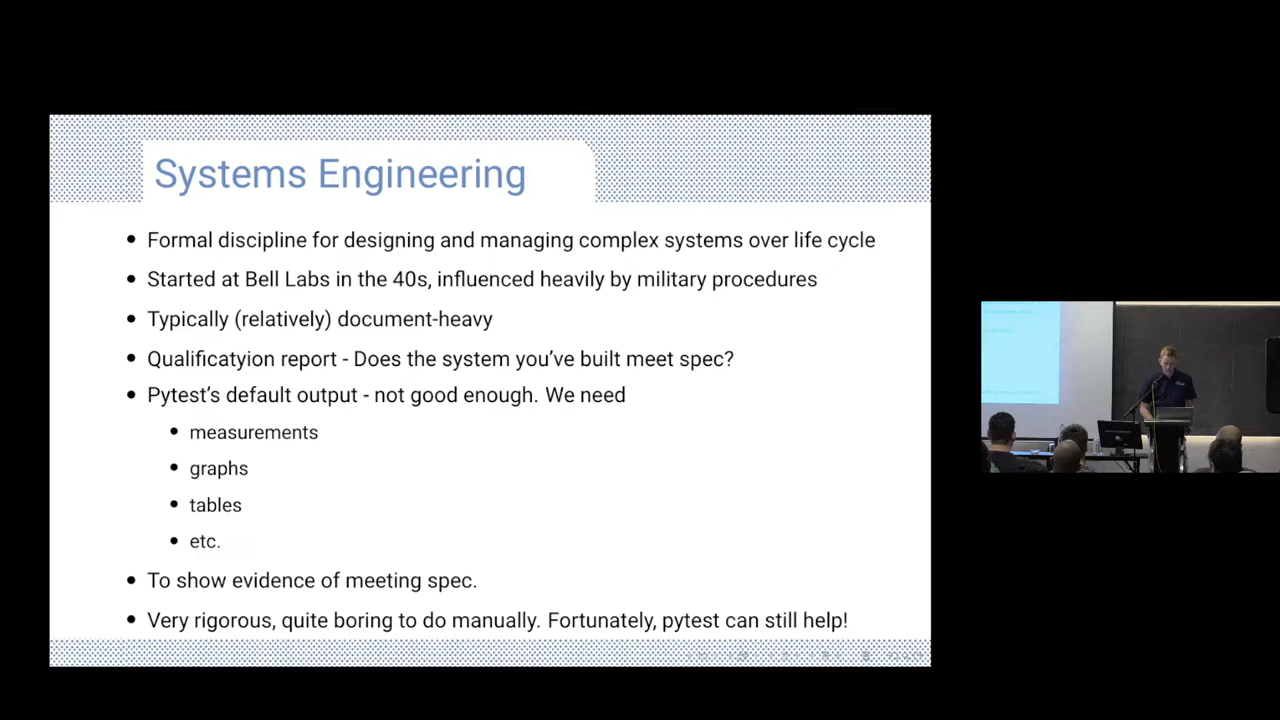 Systems Engineering
• Formal discipline for designing and managing complex systems over life cycle
• Started at Bell Labs in the 40s, influenced heavily by military procedures
• Typically (relatively) document-heavy
• Qualificatyion report - Does the system you've built meet spec?
• Pytest's default output - not good enough. We need
• measurements
• graphs
• tables
• etc.
• To show evidence of meeting spec.
• Very rigorous, quite boring to do manually. Fortunately, pytest can still help!